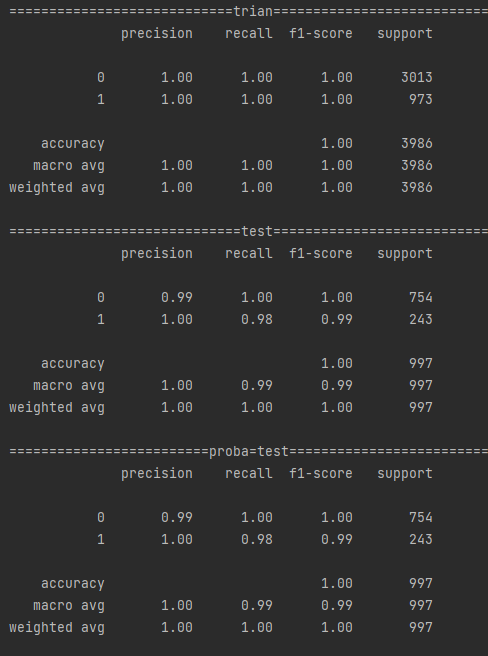 ============================trian===========================
              precision    recall  f1-score   support

           0       1.00      1.00      1.00      3013
           1       1.00      1.00      1.00       973

    accuracy                           1.00      3986
   macro avg       1.00      1.00      1.00      3986
weighted avg       1.00      1.00      1.00      3986

=============================test===========================
              precision    recall  f1-score   support

           0       0.99      1.00      1.00       754
           1       1.00      0.98      0.99       243

    accuracy                           1.00       997
   macro avg       1.00      0.99      0.99       997
weighted avg       1.00      1.00      1.00       997

=========================proba=test=========================
              precision    recall  f1-score   support

           0       0.99      1.00      1.00       754
           1       1.00      0.98      0.99       243

    accuracy                           1.00       997
   macro avg       1.00      0.99      0.99       997
weighted avg       1.00      1.00      1.00       997